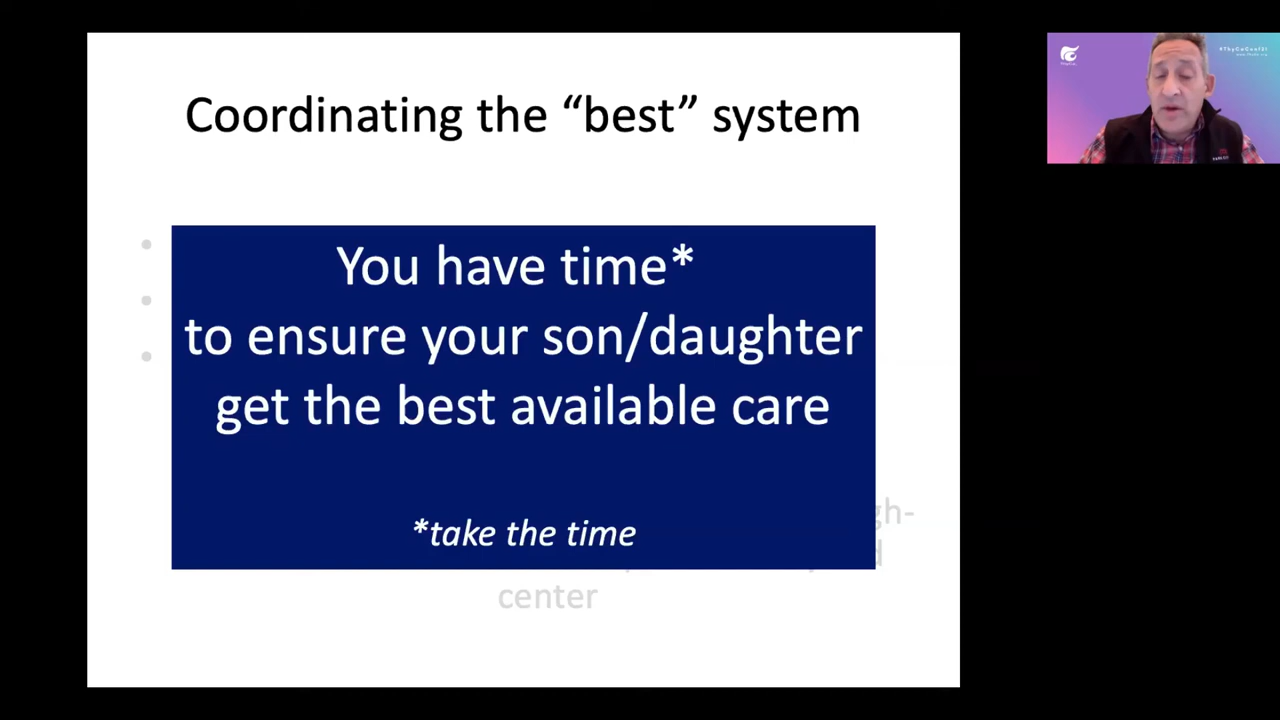 Coordinating the “best” system
You have time*
to ensure your son/daughter
get the best available care
*take the time
center